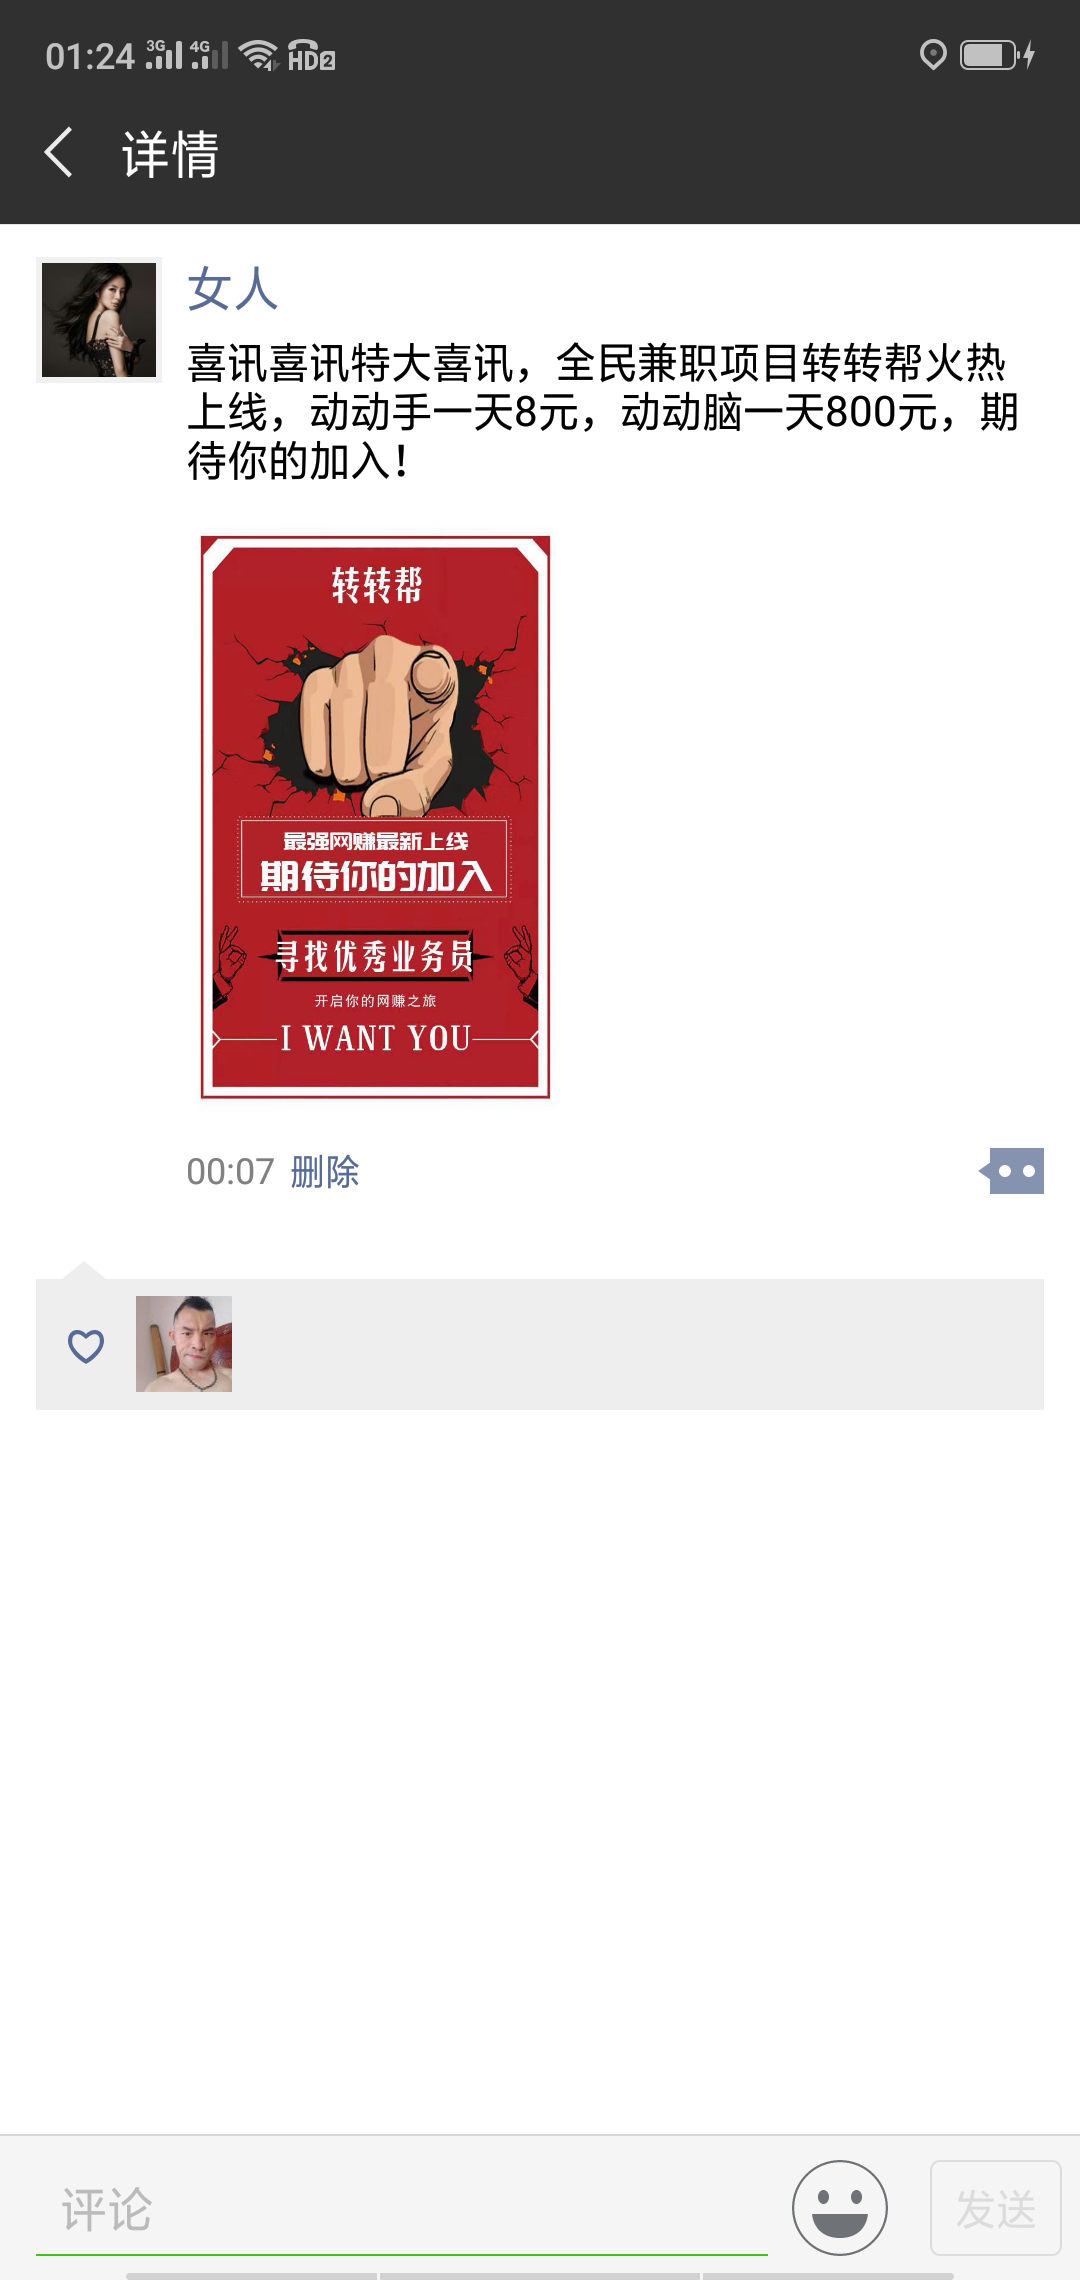 01:24 3G 4G HD2
详情
女人
喜讯喜讯特大喜讯，全民兼职项目转转帮火热
上线，动动手一天8元，动动脑一天800元，期
待你的加入！
转转帮
最强网赚最新上线
期待你的加入
寻找优秀业务员
开启你的网赚之旅
I WANT YOU
00:07 删除
评论
发送